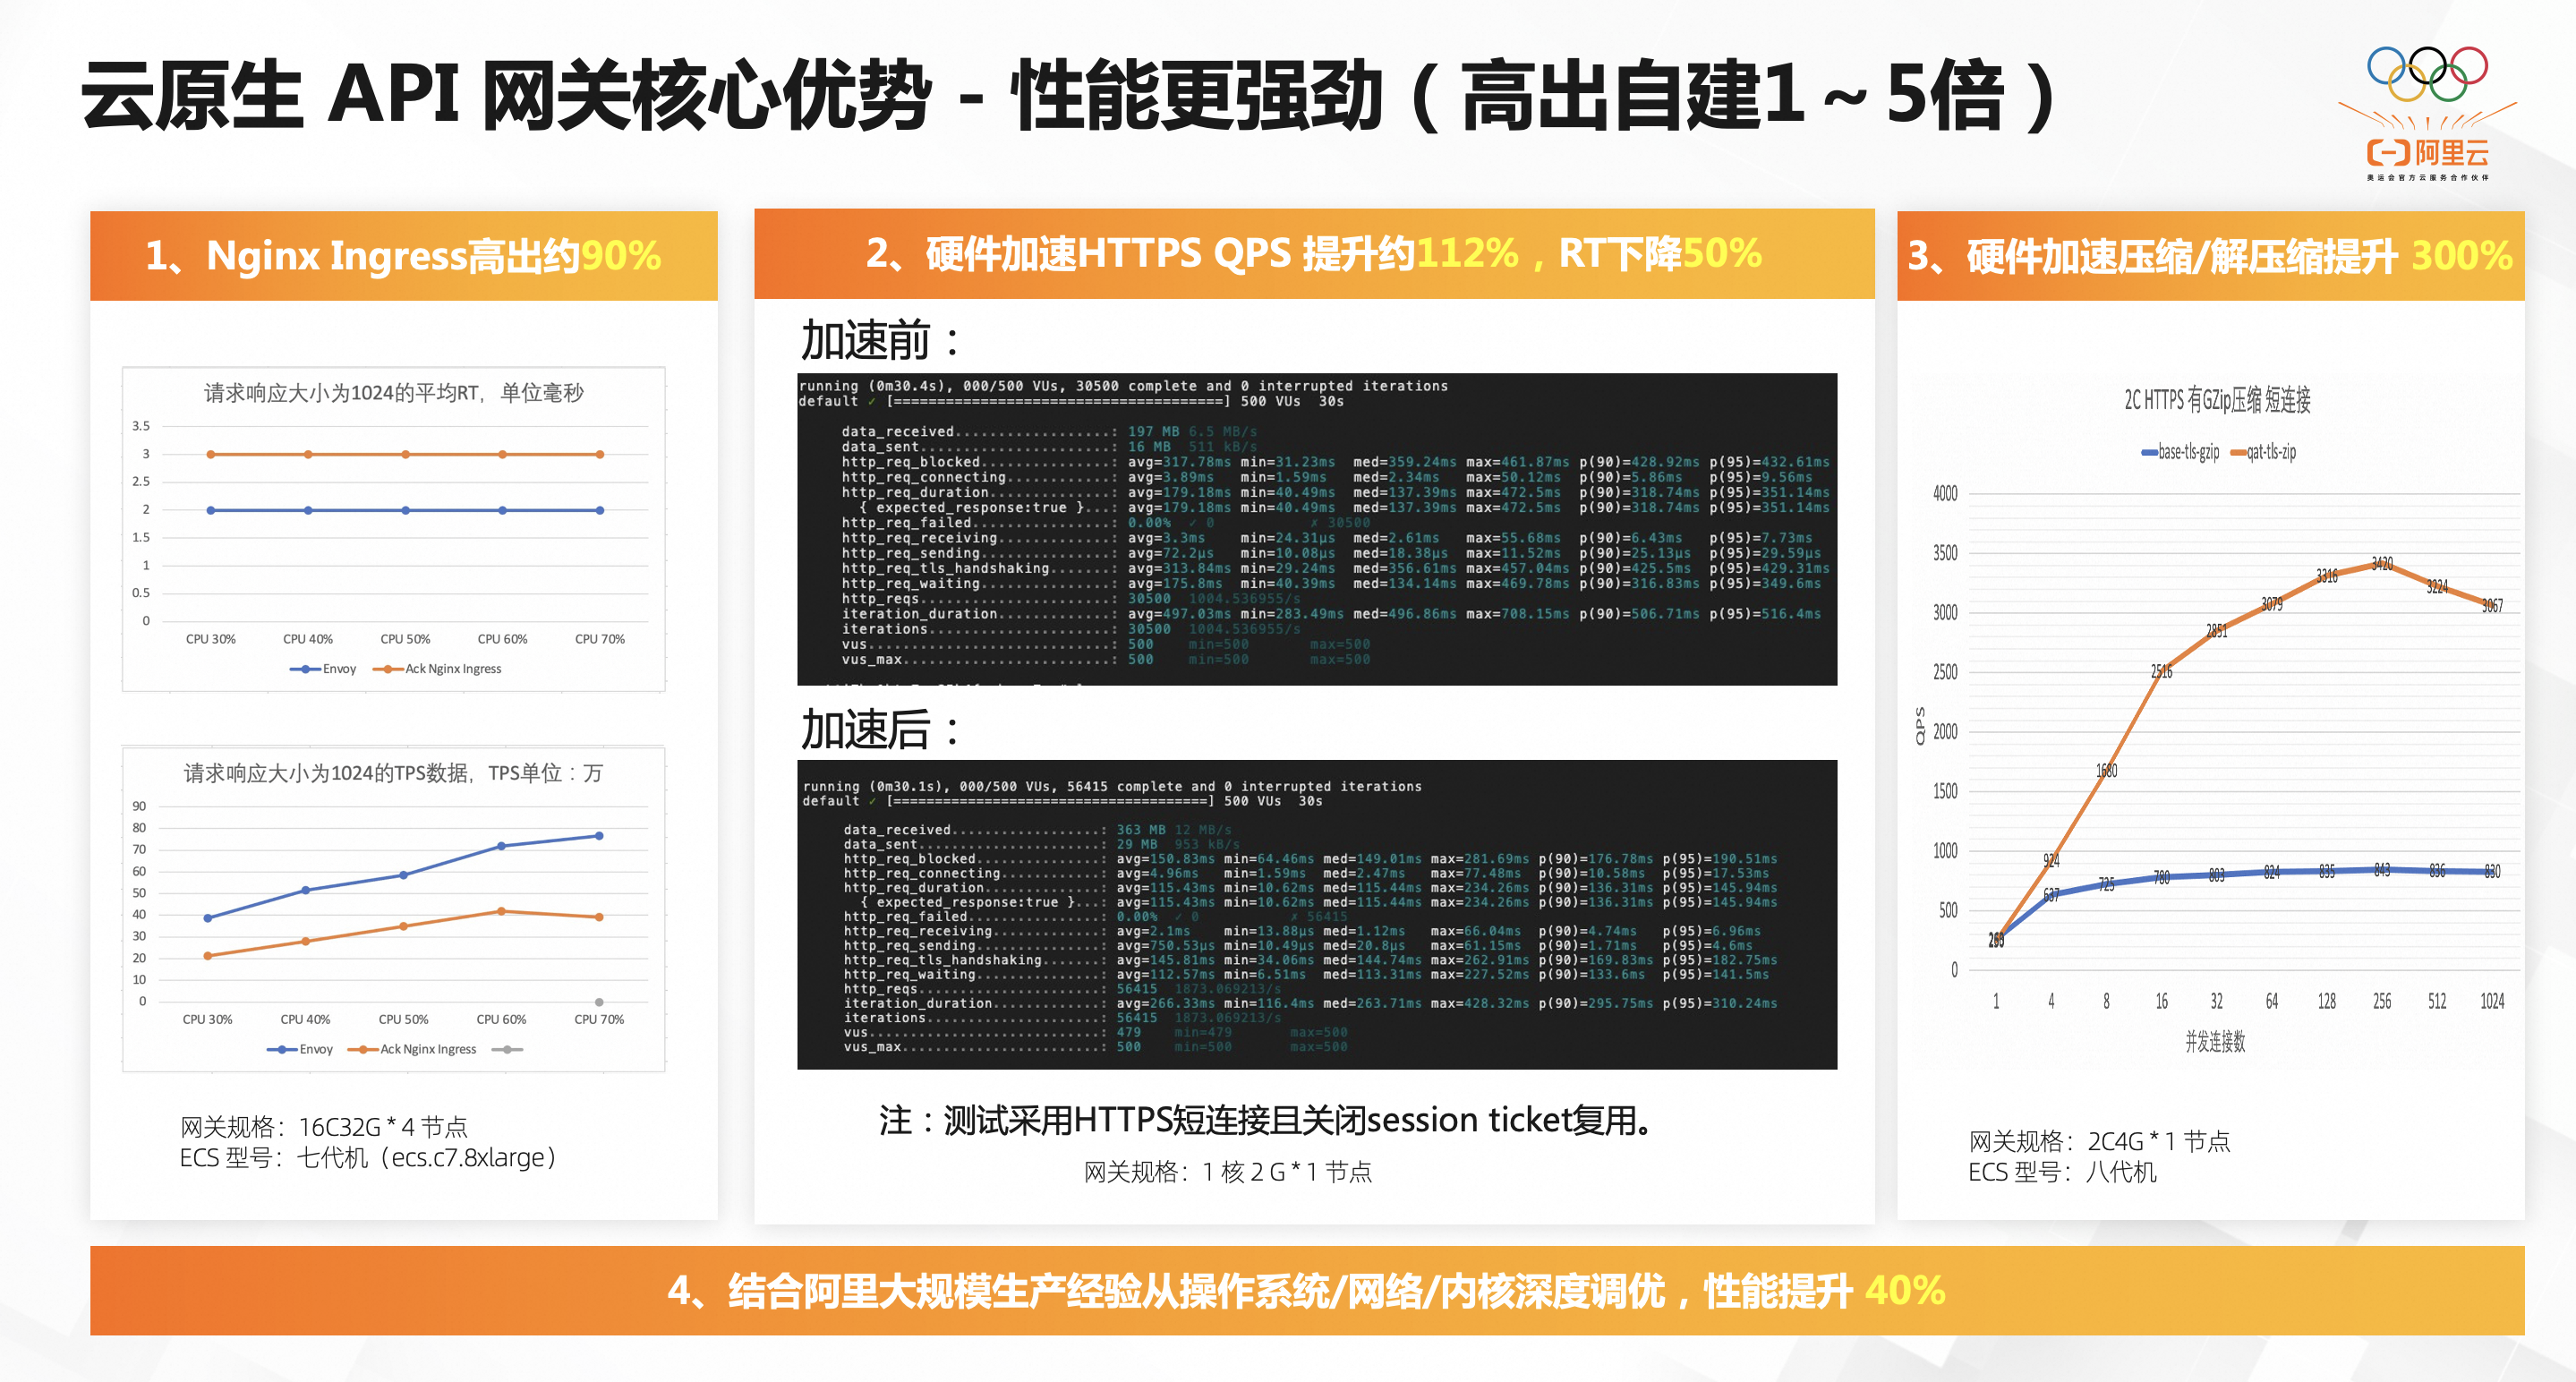 云原生 API 网关核心优势 - 性能更强劲（高出自建1～5倍）
阿里云
奥运会官方云服务合作伙伴
1、Nginx Ingress高出约90%
请求响应大小为1024的平均RT，单位毫秒
3.5
3
2.5
2
1.5
1
0.5
0
CPU 30% CPU 40% CPU 50% CPU 60% CPU 70%
Envoy Ack Nginx Ingress
请求响应大小为1024的TPS数据，TPS单位：万
90
80
70
60
50
40
30
20
10
0
CPU 30% CPU 40% CPU 50% CPU 60% CPU 70%
Envoy Ack Nginx Ingress
网关规格：16C32G * 4 节点
ECS 型号：七代机（ecs.c7.8xlarge）
2、硬件加速HTTPS QPS 提升约112%，RT下降50%
加速前：
running (0m30.4s), 000/500 VUs, 30500 complete and 0 interrupted iterations
default ✓ [======================================] 500 VUs  30s
data_received..................: 197 MB 6.5 MB/s
data_sent......................: 16 MB  511 kB/s
http_req_blocked...............: avg=317.78ms min=31.23ms  med=359.24ms max=461.87ms p(90)=428.92ms p(95)=432.61ms
http_req_connecting............: avg=3.89ms   min=1.59ms   med=2.34ms   max=50.12ms  p(90)=5.86ms   p(95)=9.56ms
http_req_duration..............: avg=179.18ms min=40.49ms  med=137.39ms max=472.5ms  p(90)=318.74ms p(95)=351.14ms
{ expected_response:true }...: avg=179.18ms min=40.49ms  med=137.39ms max=472.5ms  p(90)=318.74ms p(95)=351.14ms
http_req_failed................: 0.00%  ✓ 0           ✗ 30500
http_req_receiving.............: avg=3.3ms    min=24.31µs  med=2.61ms   max=55.68ms  p(90)=6.43ms   p(95)=7.73ms
http_req_sending...............: avg=72.2µs   min=10.08µs  med=18.38µs  max=11.52ms  p(90)=25.13µs  p(95)=29.59µs
http_req_tls_handshaking.......: avg=313.84ms min=29.24ms  med=356.61ms max=457.04ms p(90)=425.5ms  p(95)=429.31ms
http_req_waiting...............: avg=175.8ms  min=40.39ms  med=134.14ms max=469.78ms p(90)=316.83ms p(95)=349.6ms
http_reqs......................: 30500  1004.536955/s
iteration_duration.............: avg=497.03ms min=283.49ms med=496.86ms max=708.15ms p(90)=506.71ms p(95)=516.4ms
iterations.....................: 30500  1004.536955/s
vus............................: 500    min=500       max=500
vus_max........................: 500    min=500       max=500
加速后：
running (0m30.1s), 000/500 VUs, 56415 complete and 0 interrupted iterations
default ✓ [======================================] 500 VUs  30s
data_received..................: 363 MB 12 MB/s
data_sent......................: 29 MB  953 kB/s
http_req_blocked...............: avg=150.83ms min=64.46ms med=149.01ms max=281.69ms p(90)=176.78ms p(95)=190.51ms
http_req_connecting............: avg=4.96ms   min=1.59ms  med=2.47ms   max=77.48ms  p(90)=10.58ms  p(95)=17.53ms
http_req_duration..............: avg=115.43ms min=10.62ms med=115.44ms max=234.26ms p(90)=136.31ms p(95)=145.94ms
{ expected_response:true }...: avg=115.43ms min=10.62ms med=115.44ms max=234.26ms p(90)=136.31ms p(95)=145.94ms
http_req_failed................: 0.00%  ✓ 0         ✗ 56415
http_req_receiving.............: avg=2.1ms    min=13.88µs med=1.12ms   max=66.04ms  p(90)=4.74ms   p(95)=6.96ms
http_req_sending...............: avg=750.53µs min=10.49µs med=20.8µs   max=61.15ms  p(90)=1.71ms   p(95)=4.6ms
http_req_tls_handshaking.......: avg=145.81ms min=34.06ms med=144.74ms max=262.91ms p(90)=169.83ms p(95)=182.75ms
http_req_waiting...............: avg=112.57ms min=6.51ms  med=113.31ms max=227.52ms p(90)=133.6ms  p(95)=141.5ms
http_reqs......................: 56415  1873.069213/s
iteration_duration.............: avg=266.33ms min=116.4ms med=263.71ms max=428.32ms p(90)=295.75ms p(95)=310.24ms
iterations.....................: 56415  1873.069213/s
vus............................: 479    min=479       max=500
vus_max........................: 500    min=500       max=500
注：测试采用HTTPS短连接且关闭session ticket复用。
网关规格：1 核 2 G * 1 节点
3、硬件加速压缩/解压缩提升 300%
2C HTTPS 有GZip压缩 短连接
base-tls-gzip qat-tls-zip
QPS
4000
3500
3000
2500
2000
1500
1000
500
0
924 1680 2516 2851 3079 3316 3420 3224 3067
637 725 780 803 824 835 843 836 830
1 4 8 16 32 64 128 256 512 1024
并发连接数
网关规格：2C4G * 1 节点
ECS 型号：八代机
4、结合阿里大规模生产经验从操作系统/网络/内核深度调优，性能提升 40%